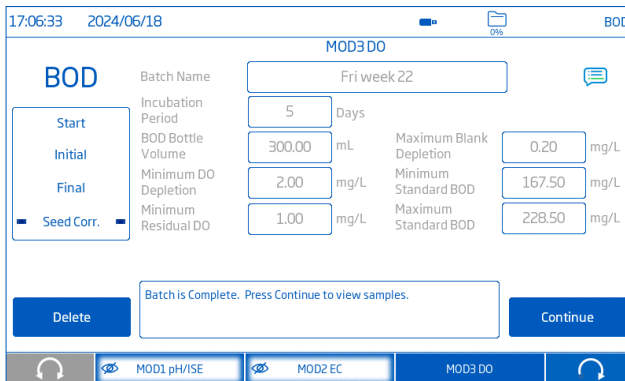 17:06:33 2024/06/18 0% BOD
MOD3 DO
BOD
Batch Name Fri week 22
Incubation Period 5 Days
BOD Bottle Volume 300.00 mL Maximum Blank Depletion 0.20 mg/L
Minimum DO Depletion 2.00 mg/L Minimum Standard BOD 167.50 mg/L
Minimum Residual DO 1.00 mg/L Maximum Standard BOD 228.50 mg/L
Start
Initial
Final
Seed Corr.
Batch is Complete. Press Continue to view samples.
Delete
Continue
MOD1 pH/ISE MOD2 EC MOD3 DO